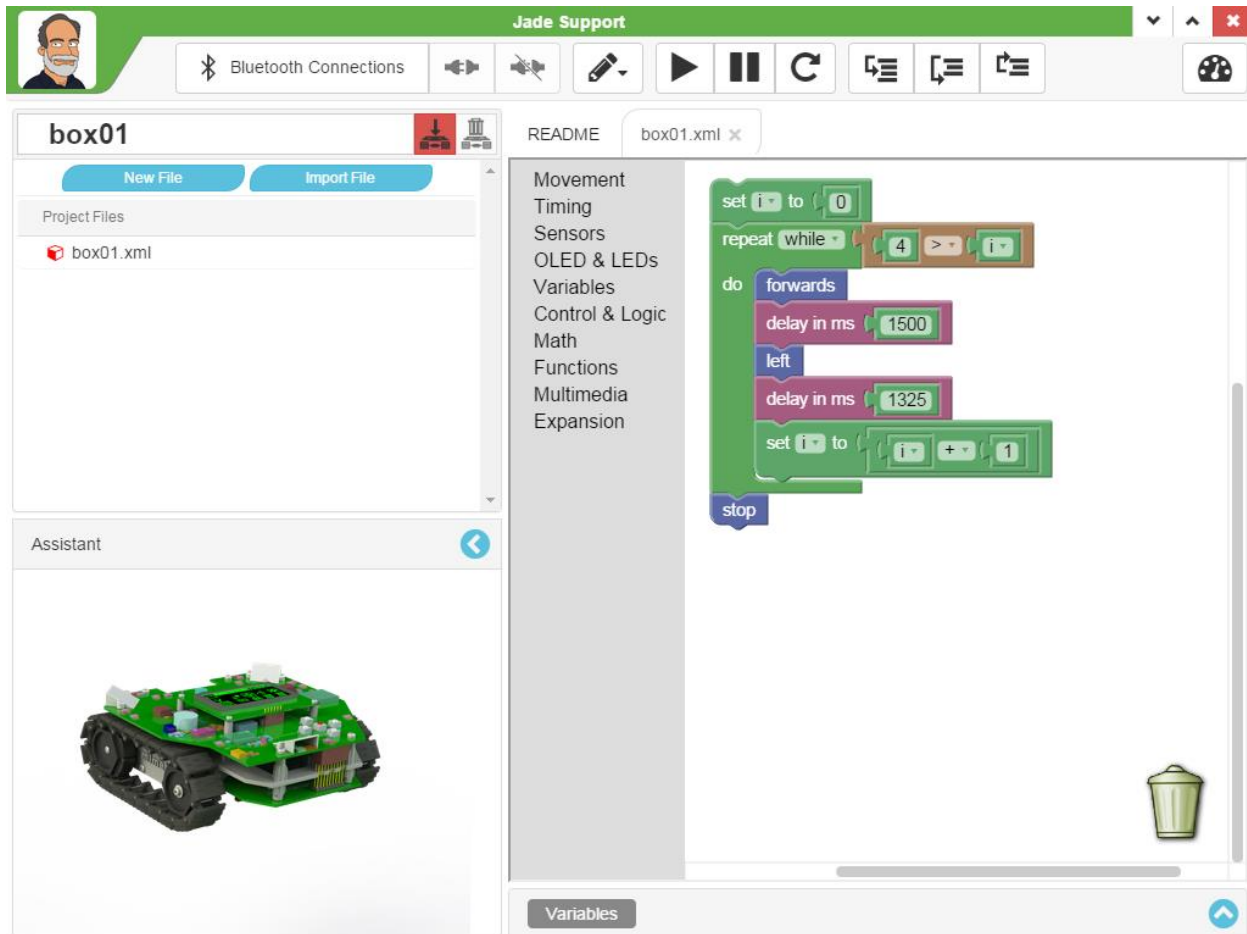 Jade Support
Bluetooth Connections
box01
New File
Import File
Project Files
box01.xml
Assistant
README
box01.xml
Movement
Timing
Sensors
OLED & LEDs
Variables
Control & Logic
Math
Functions
Multimedia
Expansion
set i to 0
repeat while 4 > i
do forwards
delay in ms 1500
left
delay in ms 1325
set i to i + 1
stop
Variables